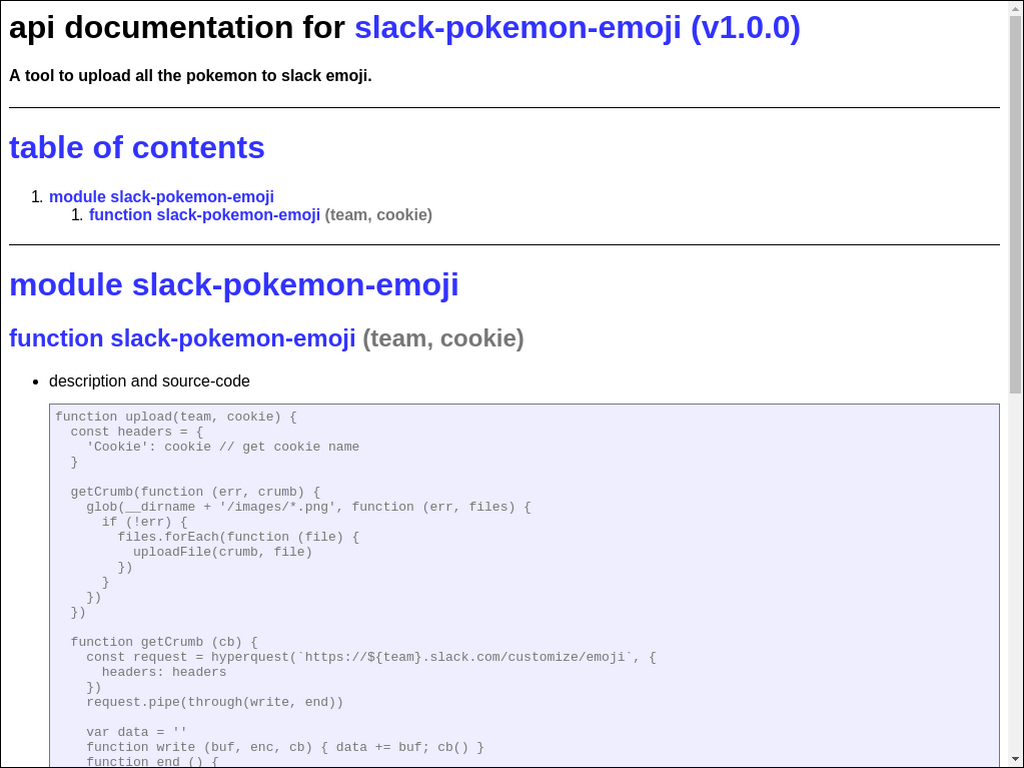 api documentation for slack-pokemon-emoji (v1.0.0)
A tool to upload all the pokemon to slack emoji.
table of contents
1. module slack-pokemon-emoji
1. function slack-pokemon-emoji (team, cookie)
module slack-pokemon-emoji
function slack-pokemon-emoji (team, cookie)
• description and source-code
function upload(team, cookie) {
  const headers = {
    'Cookie': cookie // get cookie name
  }

  getCrumb(function (err, crumb) {
    glob(__dirname + '/images/*.png', function (err, files) {
      if (!err) {
        files.forEach(function (file) {
          uploadFile(crumb, file)
        })
      }
    })
  })

  function getCrumb (cb) {
    const request = hyperquest(`https://${team}.slack.com/customize/emoji`, {
      headers: headers
    })
    request.pipe(through(write, end))

    var data = ''
    function write (buf, enc, cb) { data += buf; cb() }
    function end () {